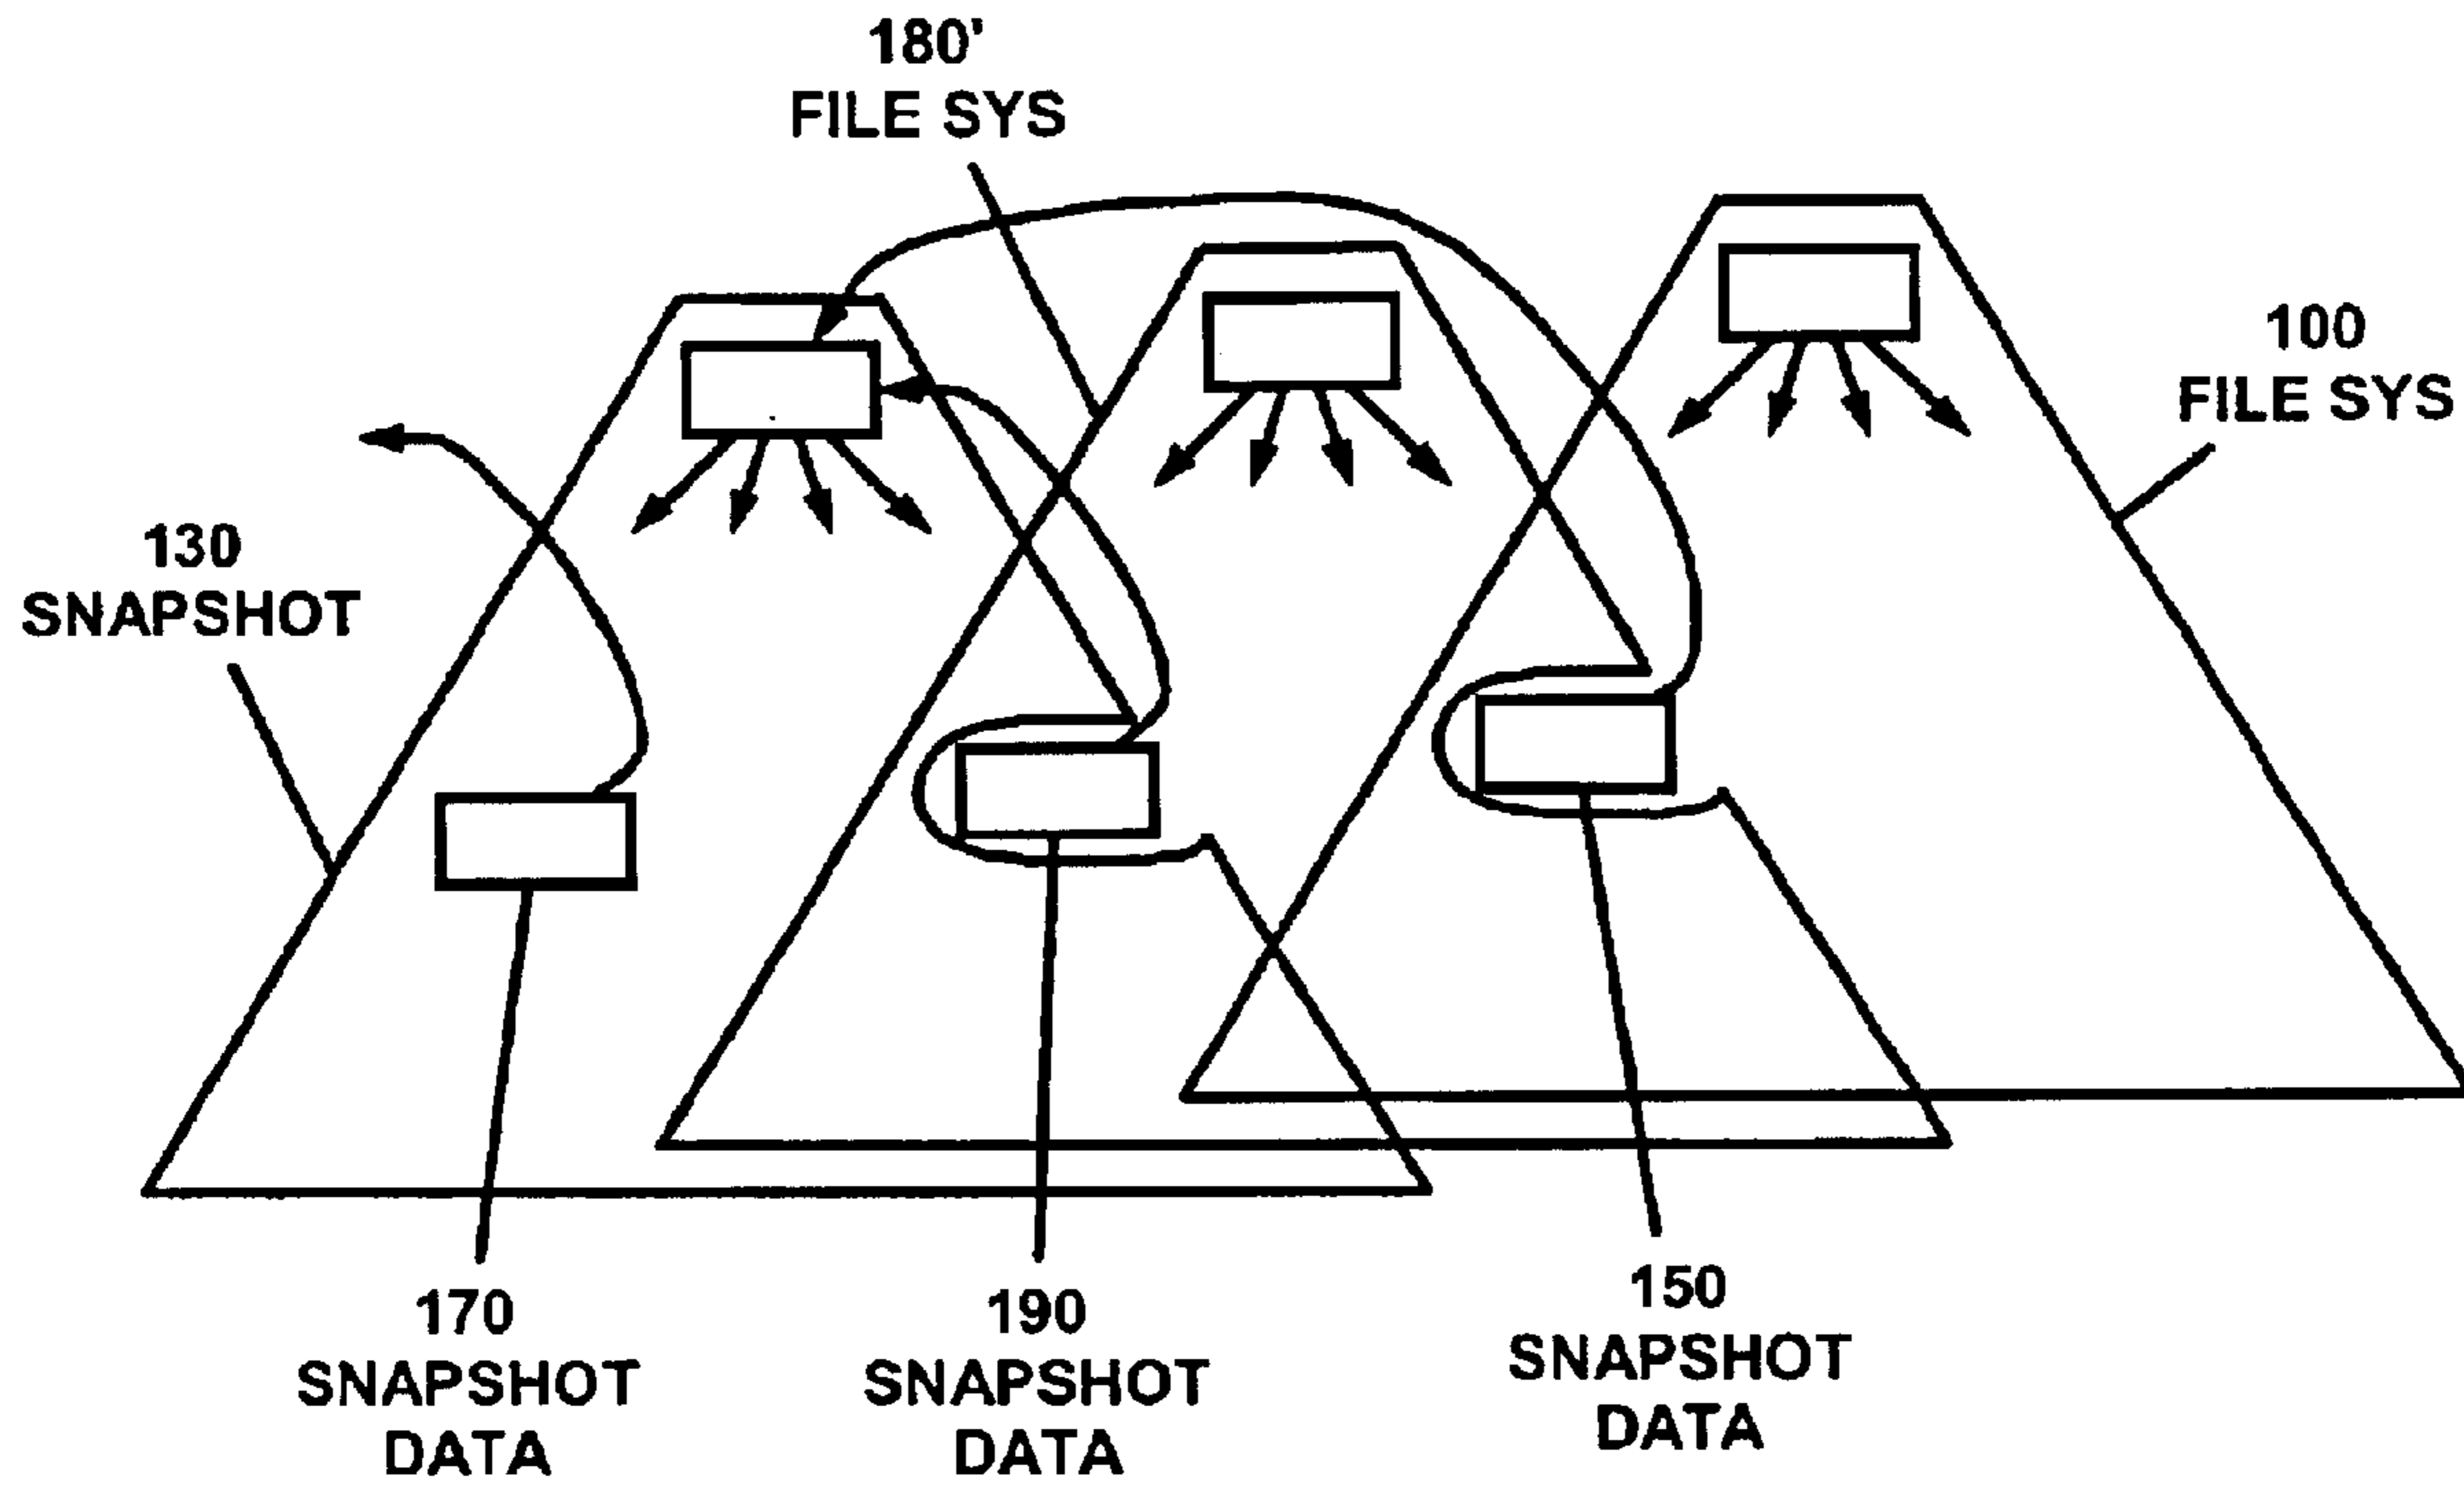 180'
FILE SYS
100
FILE SYS
130
SNAPSHOT
170
SNAPSHOT
DATA
190
SNAPSHOT
DATA
150
SNAPSHOT
DATA